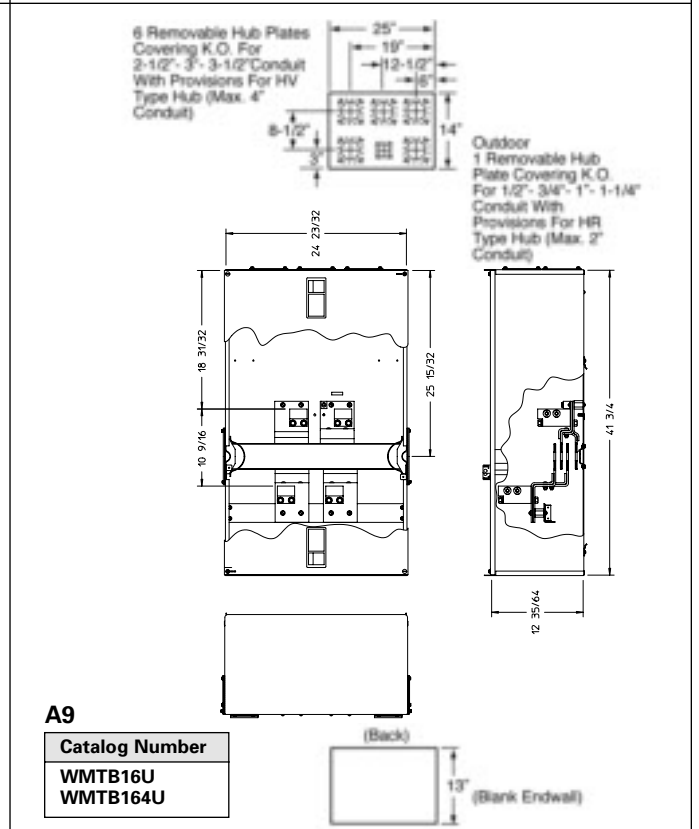 6 Removable Hub Plates
Covering K.O. For
2-1/2"- 3"- 3-1/2"Conduit
With Provisions For HV
Type Hub (Max. 4"
Conduit)
25"
19"
12-1/2"
6"
8-1/2"
3"
14"
Outdoor
1 Removable Hub
Plate Covering K.O.
For 1/2"- 3/4"- 1"- 1-1/4"
Conduit With
Provisions For HR
Type Hub (Max. 2"
Conduit)
24 23/32
18 31/32
25 15/32
10 9/16
41 3/4
12 35/64
A9
Catalog Number
WMTB16U
WMTB164U
(Back)
13"
(Blank Endwall)